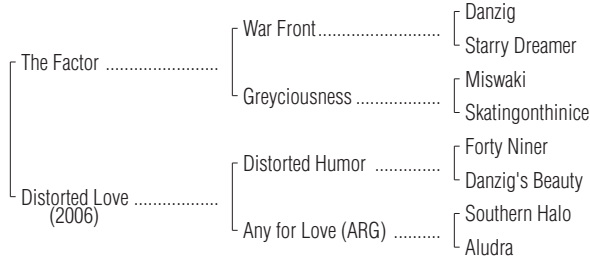 Danzig
War Front..........................
Starry Dreamer
The Factor ........................
Miswaki
Greyciousness ..................
Skatingonthinice
Forty Niner
Distorted Humor ..............
Danzig's Beauty
Distorted Love ..................
(2006)
Southern Halo
Any for Love (ARG) ..........
Aludra